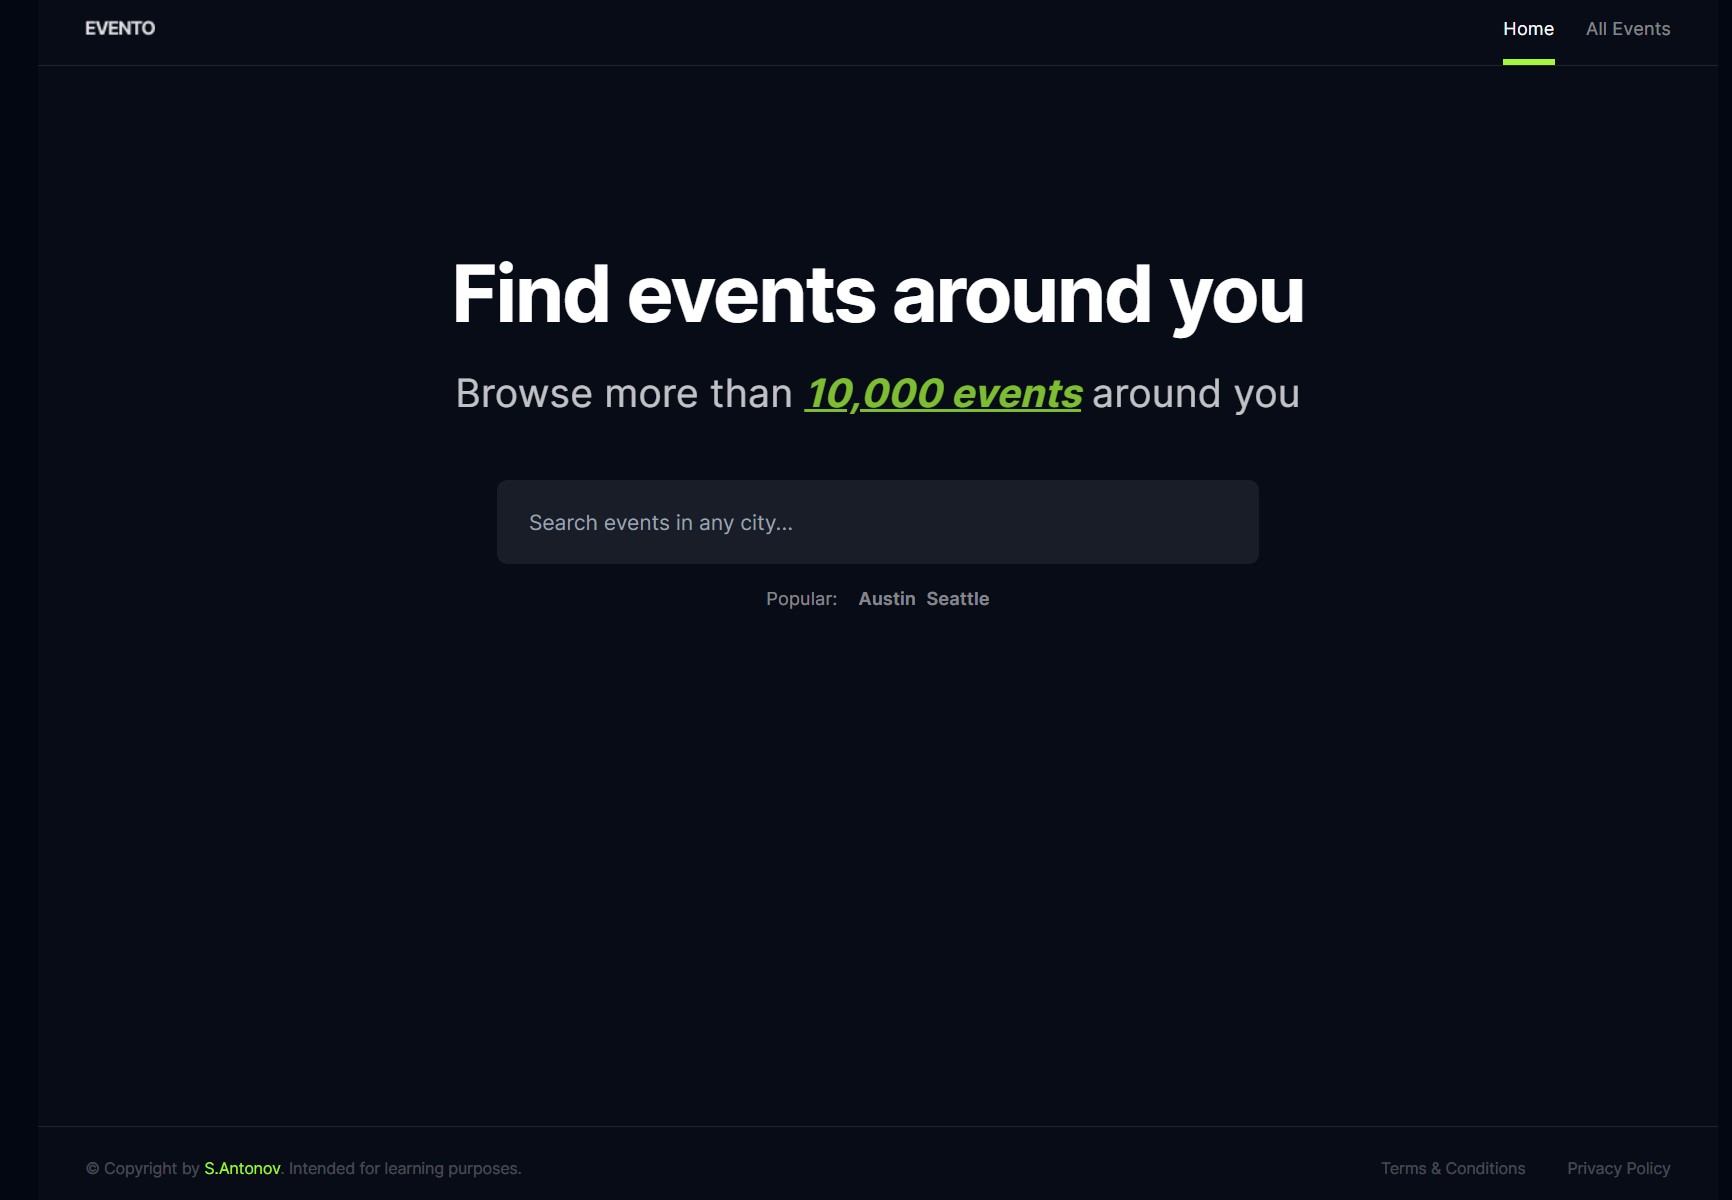 EVENTO
Home All Events
Find events around you
Browse more than 10,000 events around you
Search events in any city...
Popular: Austin Seattle
© Copyright by S.Antonov. Intended for learning purposes.
Terms & Conditions Privacy Policy